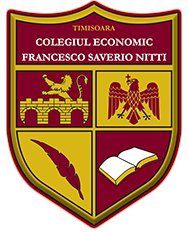 TIMISOARA
COLEGIUL ECONOMIC
FRANCESCO SAVERIO NITTI